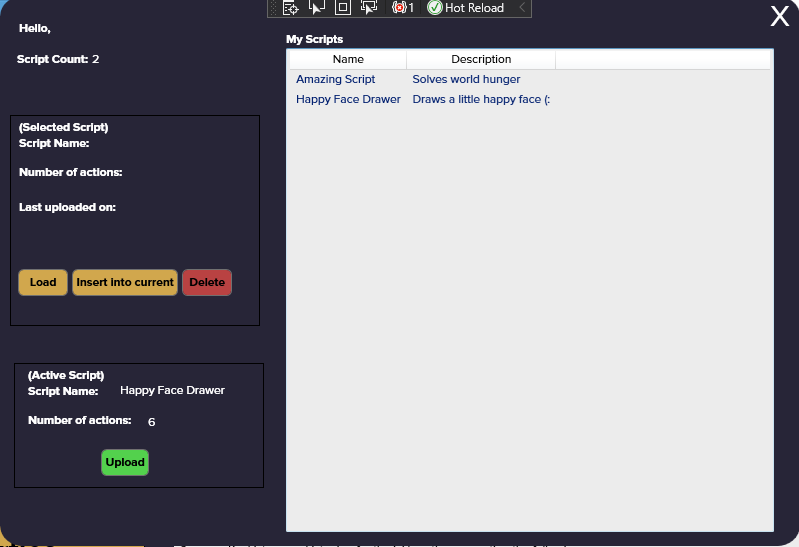 1 Hot Reload
X
Hello,
Script Count: 2
My Scripts
Name Description
Amazing Script Solves world hunger
Happy Face Drawer Draws a little happy face (:
(Selected Script)
Script Name:
Number of actions:
Last uploaded on:
Load Insert into current Delete
(Active Script)
Script Name: Happy Face Drawer
Number of actions: 6
Upload